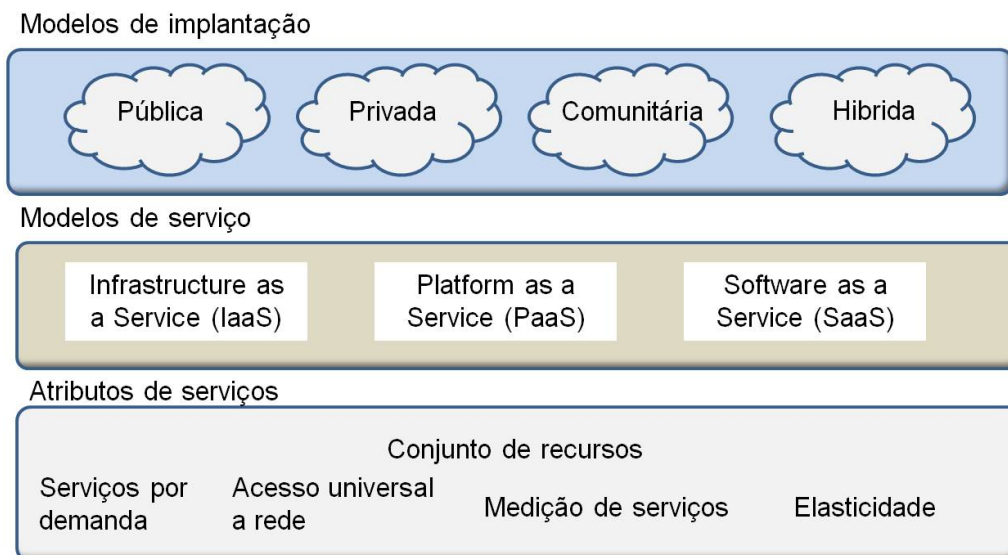 Modelos de implantação
Pública
Privada
Comunitária
Hibrida
Modelos de serviço
Infrastructure as
a Service (IaaS)
Platform as a
Service (PaaS)
Software as a
Service (SaaS)
Atributos de serviços
Conjunto de recursos
Serviços por
demanda
Acesso universal
a rede
Medição de serviços
Elasticidade